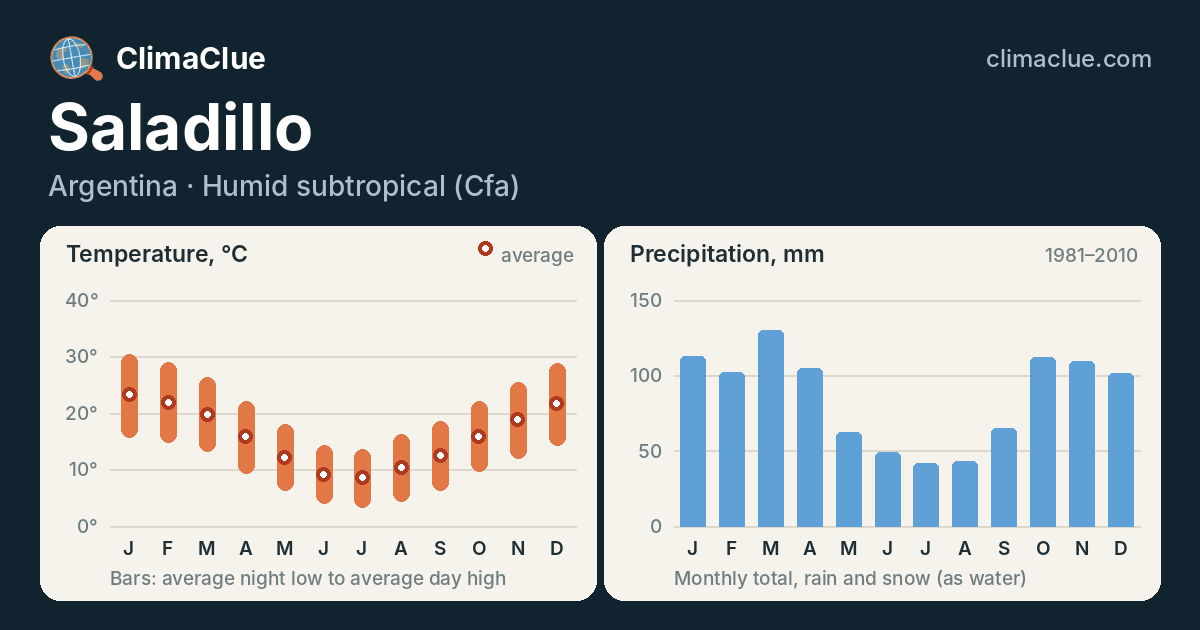 ClimaClue
climaclue.com
Saladillo
Argentina · Humid subtropical (Cfa)
Temperature, °C
average
40°
30°
20°
10°
0°
J F M A M J J A S O N D
Bars: average night low to average day high
Precipitation, mm
1981–2010
150
100
50
0
J F M A M J J A S O N D
Monthly total, rain and snow (as water)